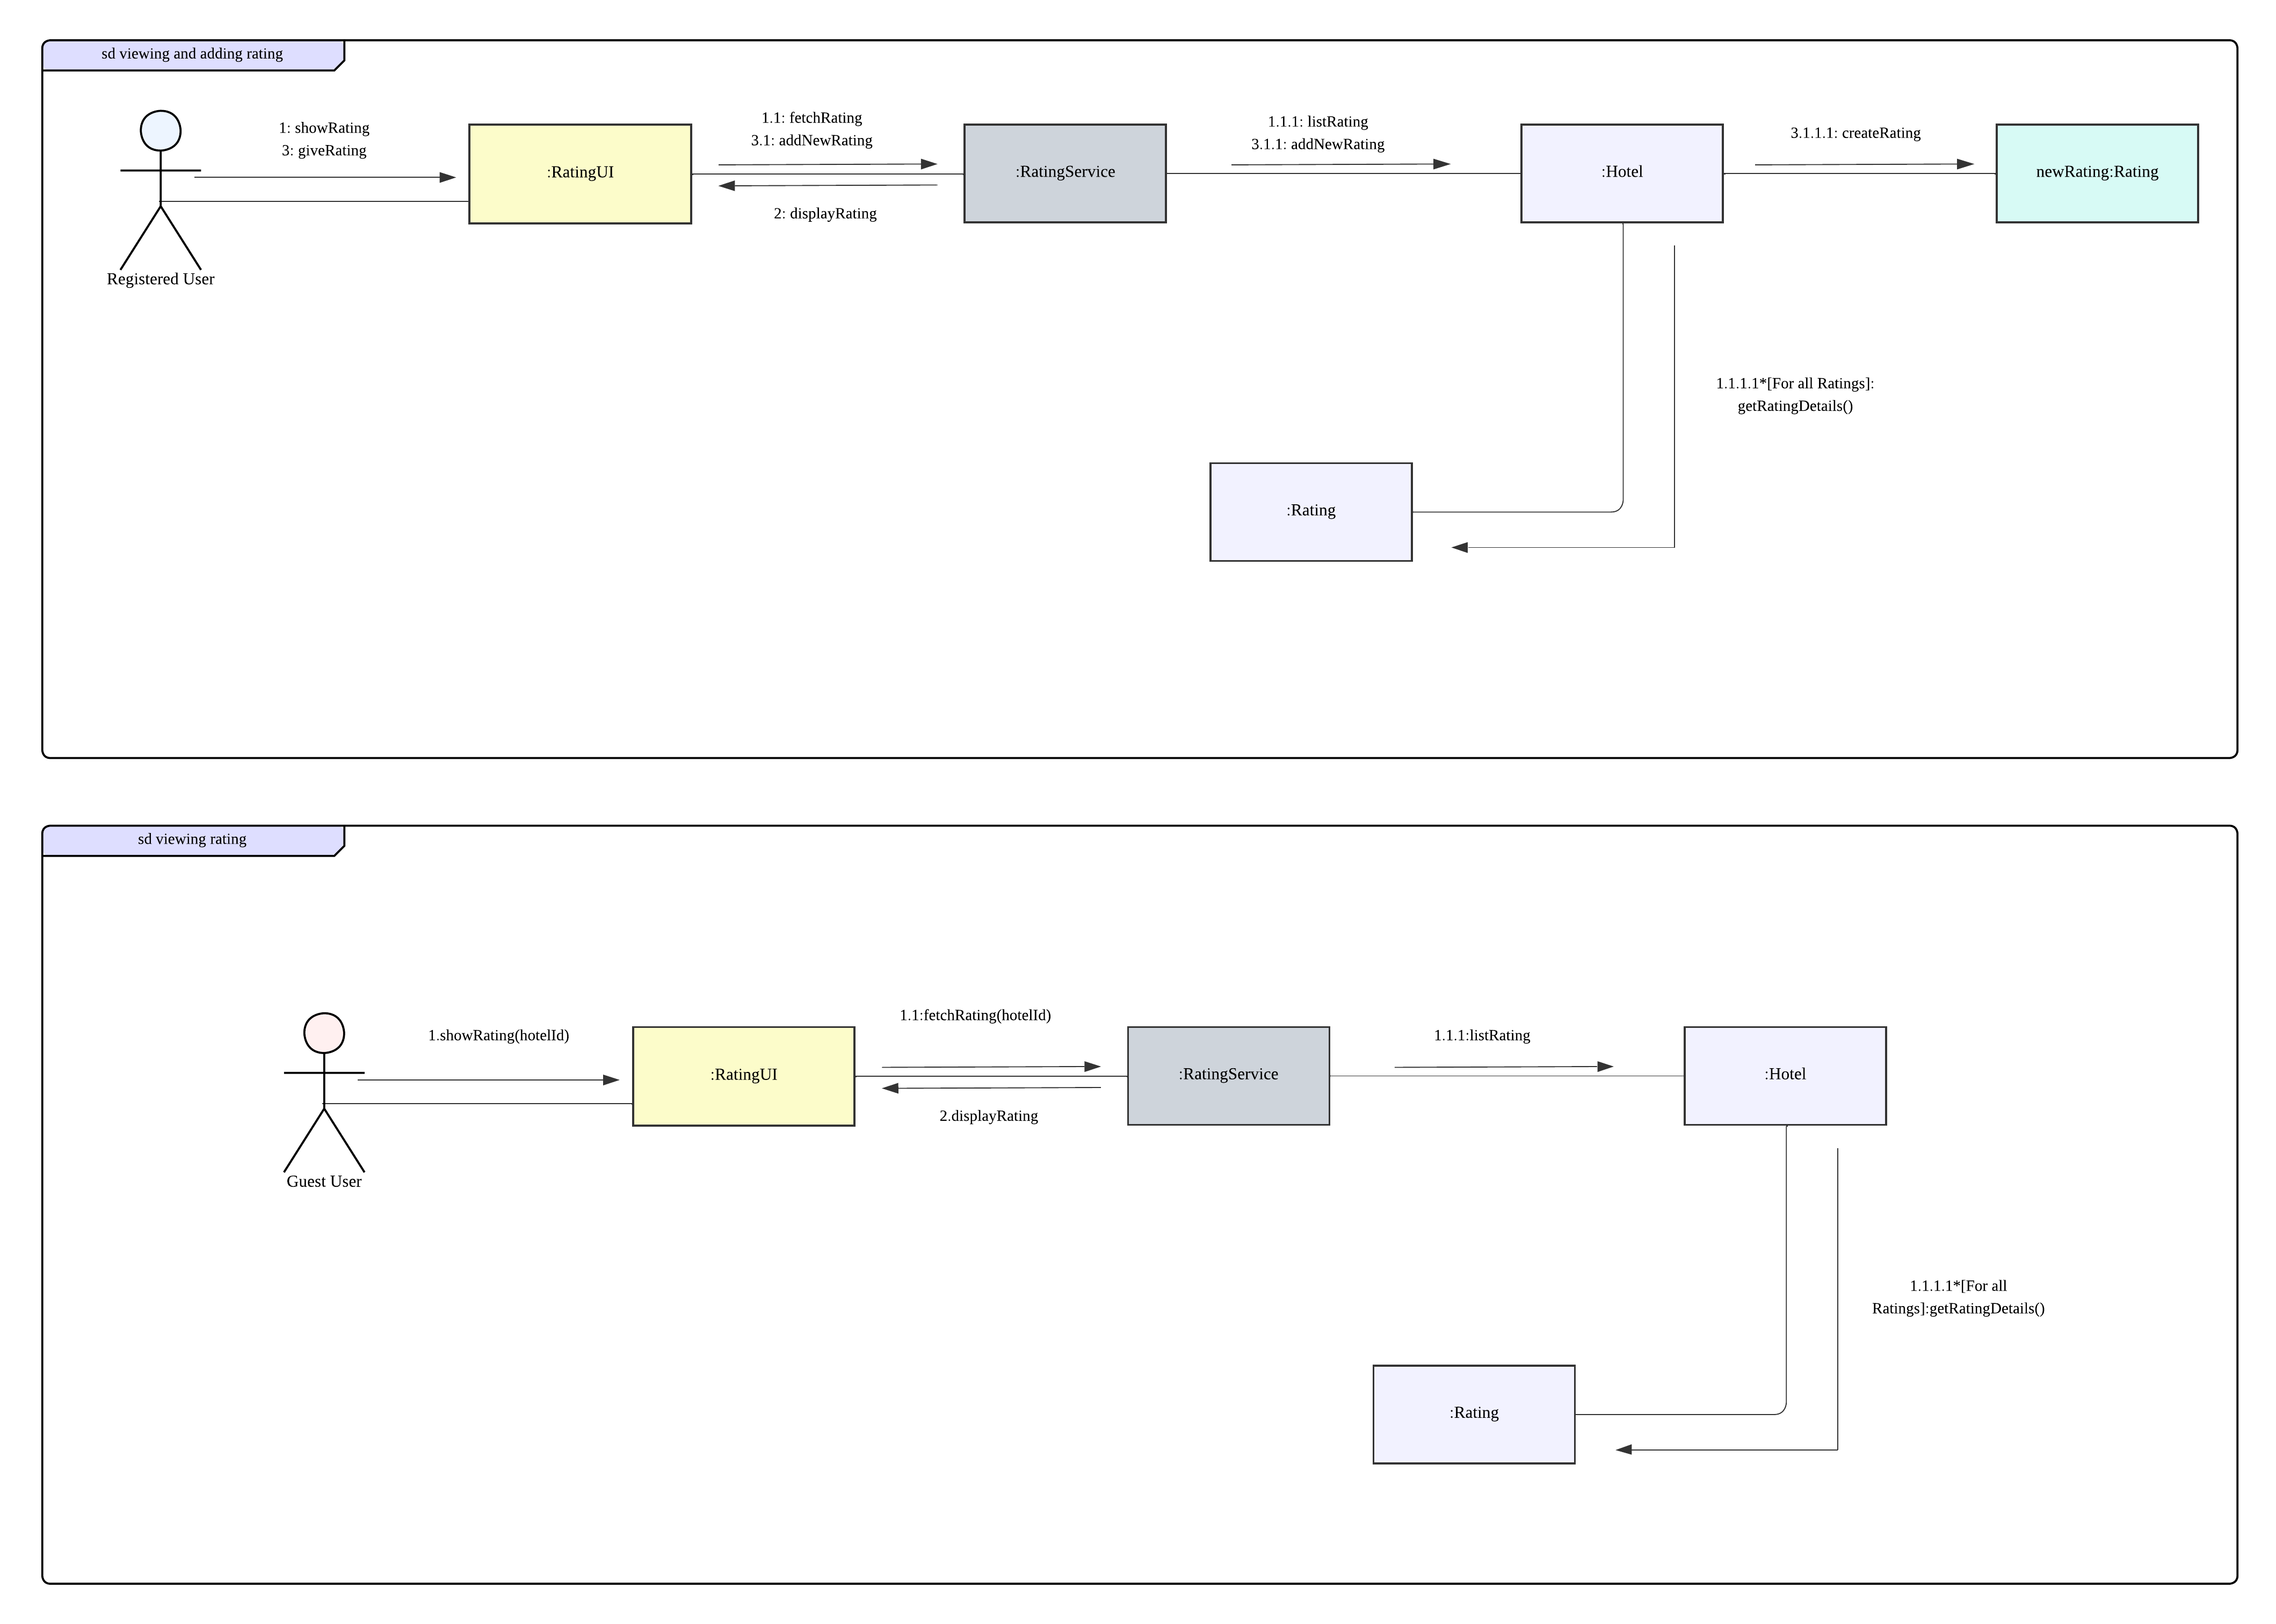 sd viewing and adding rating
1: showRating
3: giveRating
1.1: fetchRating
3.1: addNewRating
1.1.1: listRating
3.1.1: addNewRating
3.1.1.1: createRating
:RatingUI
:RatingService
:Hotel
newRating:Rating
2: displayRating
Registered User
1.1.1.1*[For all Ratings]:
getRatingDetails()
:Rating
sd viewing rating
1.showRating(hotelId)
1.1:fetchRating(hotelId)
1.1.1:listRating
:RatingUI
:RatingService
:Hotel
2.displayRating
Guest User
1.1.1.1*[For all
Ratings]:getRatingDetails()
:Rating